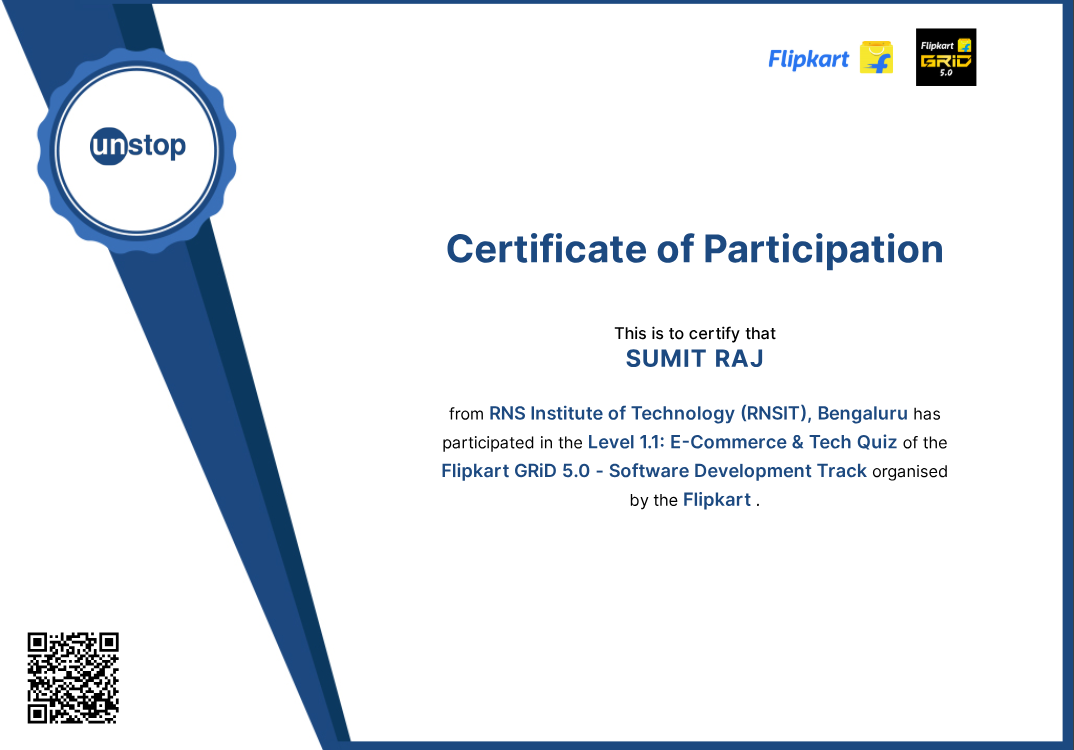 unstop
Flipkart
Flipkart
GRiD
5.0
Certificate of Participation
This is to certify that
SUMIT RAJ
from RNS Institute of Technology (RNSIT), Bengaluru has
participated in the Level 1.1: E-Commerce & Tech Quiz of the
Flipkart GRiD 5.0 - Software Development Track organised
by the Flipkart .